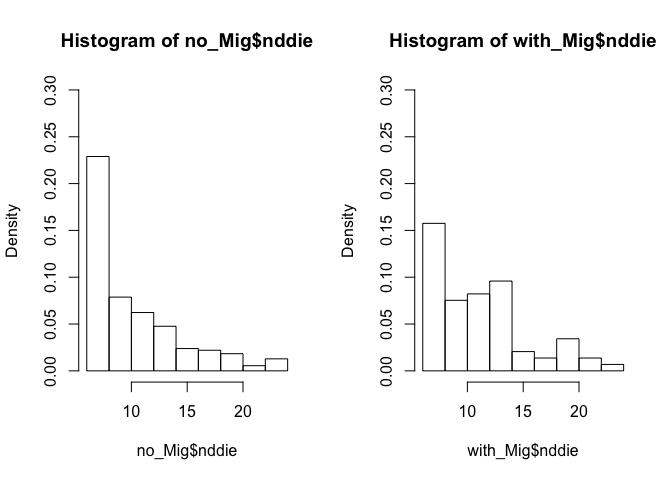 Histogram of no_Mig$nddie
Density
0.00 0.05 0.10 0.15 0.20 0.25 0.30
10 15 20
no_Mig$nddie
Histogram of with_Mig$nddie
Density
0.00 0.05 0.10 0.15 0.20 0.25 0.30
10 15 20
with_Mig$nddie